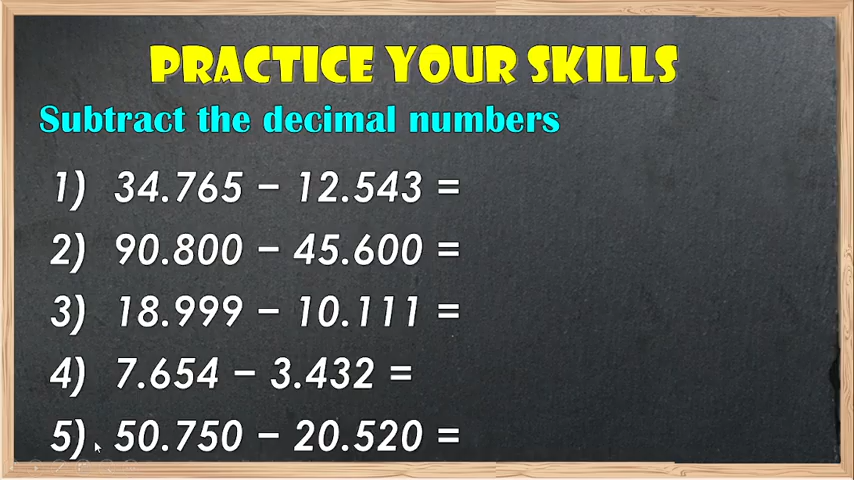 PRACTICE YOUR SKILLS
Subtract the decimal numbers
1) 34.765 − 12.543 =
2) 90.800 − 45.600 =
3) 18.999 − 10.111 =
4) 7.654 − 3.432 =
5) 50.750 − 20.520 =